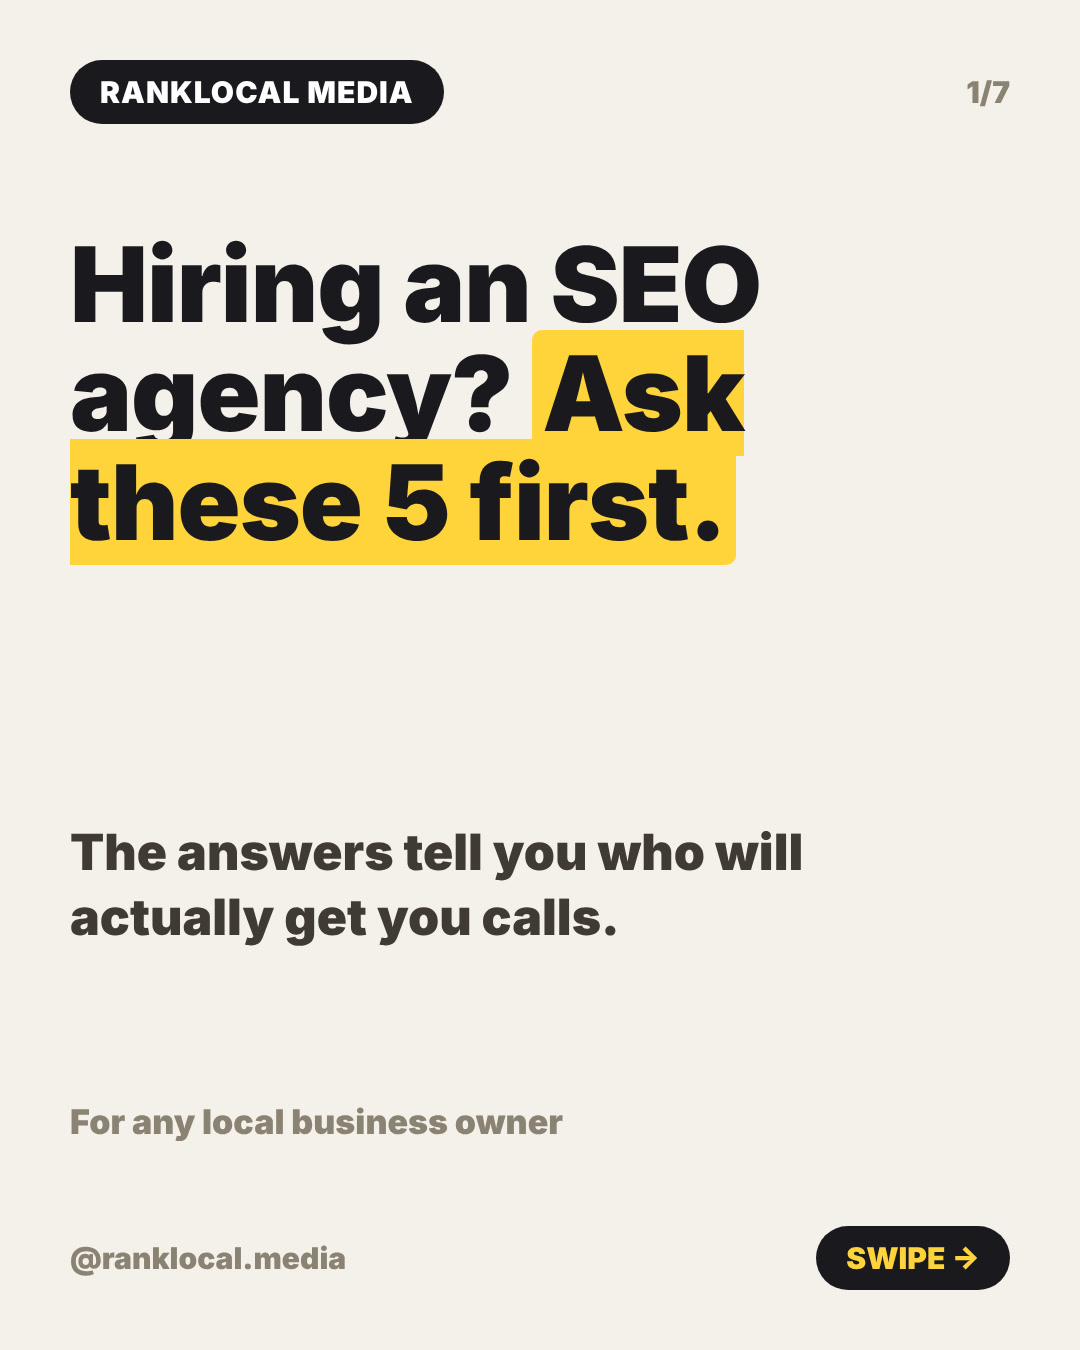 RANKLOCAL MEDIA
1/7
Hiring an SEO
agency? Ask
these 5 first.
The answers tell you who will
actually get you calls.
For any local business owner
@ranklocal.media
SWIPE →